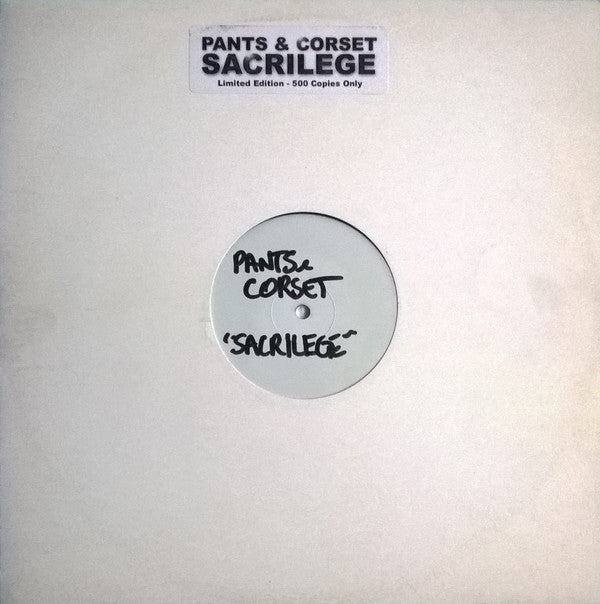 PANTS & CORSET
SACRILEGE
Limited Edition - 500 Copies Only
PANTS &
CORSET
"SACRILEGE"